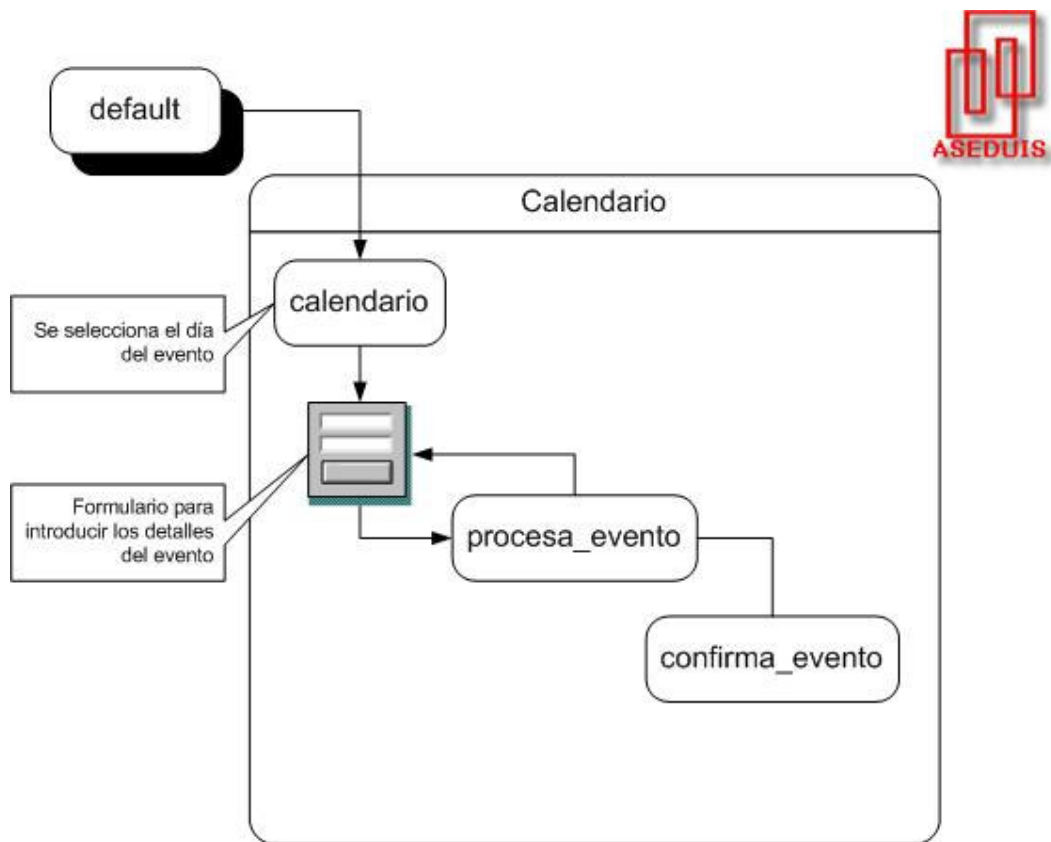 default
ASEDUIS
Calendario
calendario
Se selecciona el día
del evento
Formulario para
introducir los detalles
del evento
procesa_evento
confirma_evento